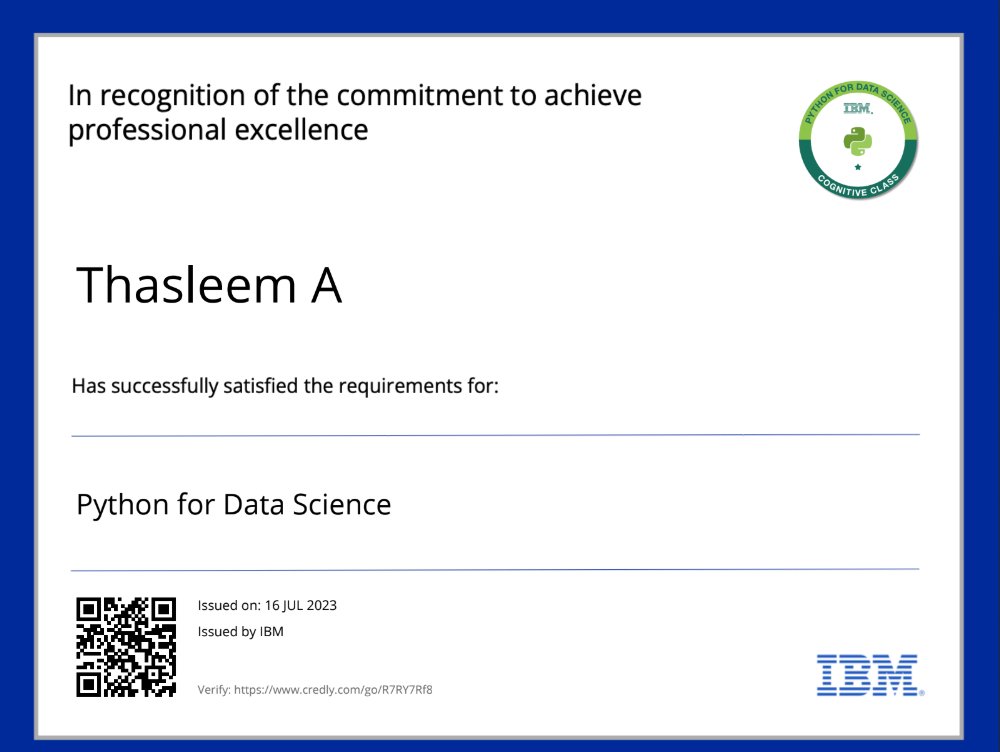 In recognition of the commitment to achieve
professional excellence
PYTHON FOR DATA SCIENCE
IBM.
COGNITIVE CLASS
Thasleem A
Has successfully satisfied the requirements for:
Python for Data Science
Issued on: 16 JUL 2023
Issued by IBM
Verify: https://www.credly.com/go/R7RY7Rf8
IBM®